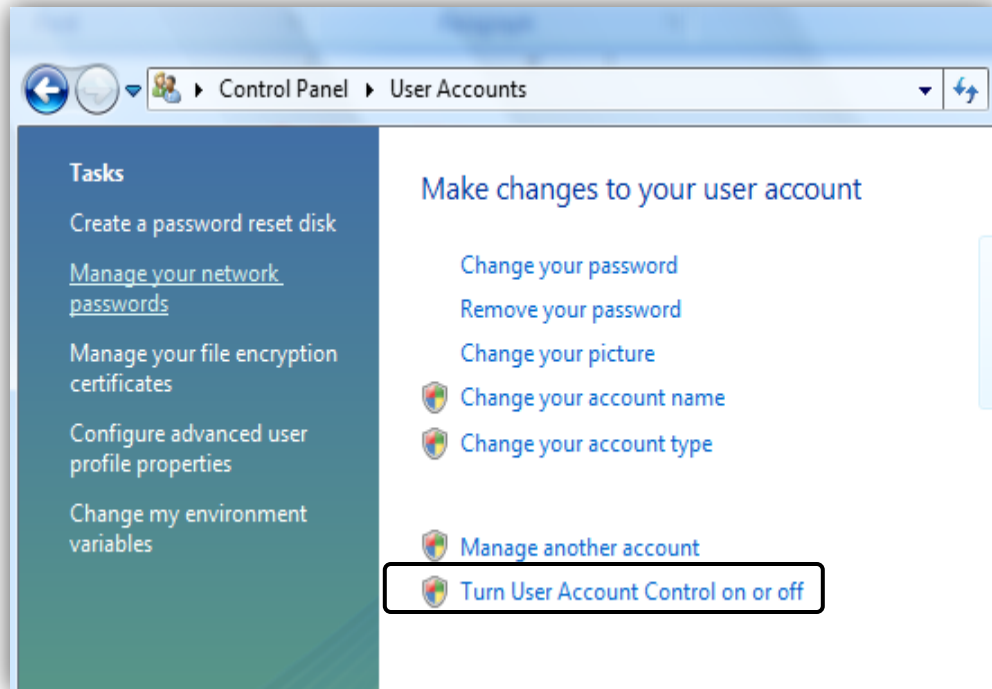 Control Panel
User Accounts
Tasks
Create a password reset disk
Manage your network
passwords
Manage your file encryption
certificates
Configure advanced user
profile properties
Change my environment
variables
Make changes to your user account
Change your password
Remove your password
Change your picture
Change your account name
Change your account type
Manage another account
Turn User Account Control on or off